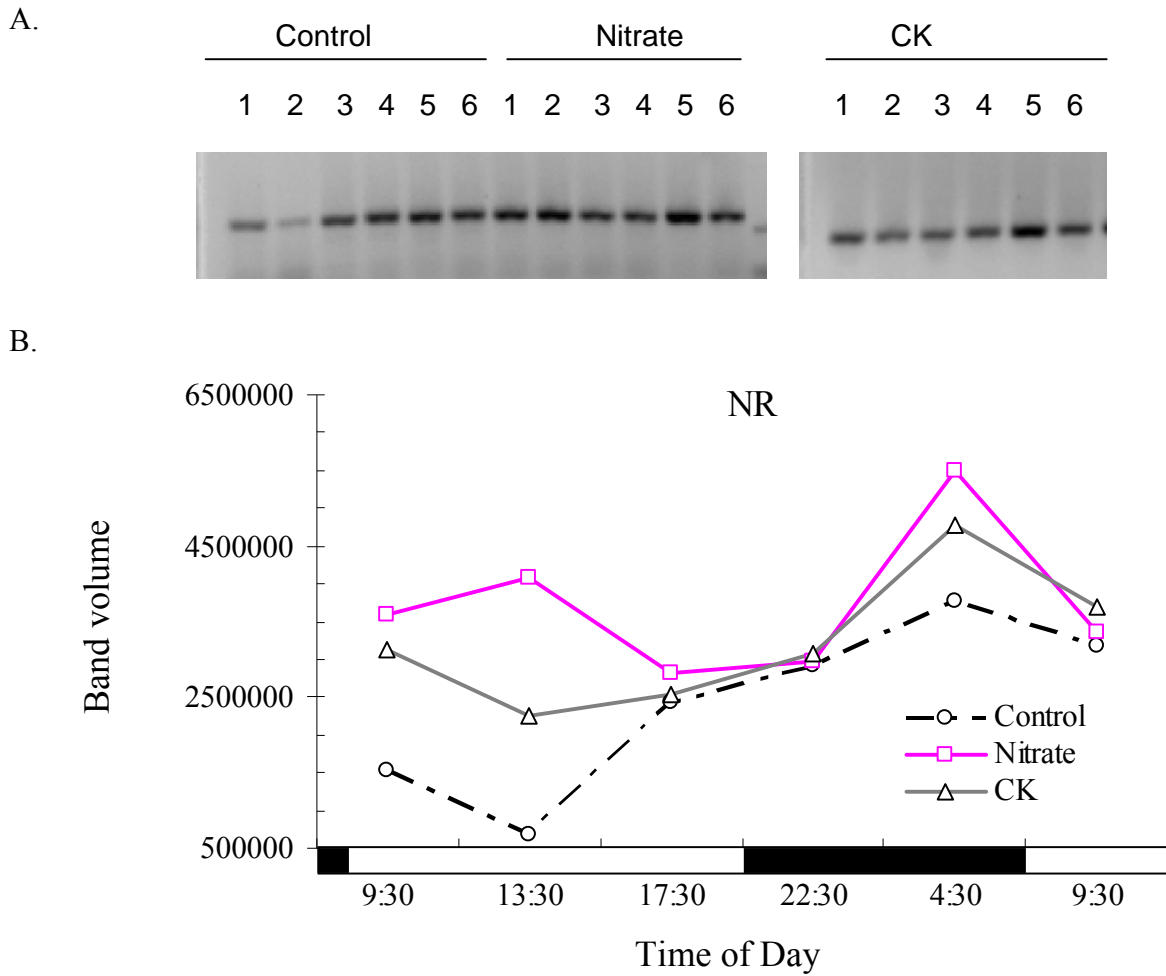 A.
Control Nitrate CK
1 2 3 4 5 6 1 2 3 4 5 6 1 2 3 4 5 6
B.
NR
6500000
4500000
2500000
500000
Band volume
Control
Nitrate
CK
9:30 13:30 17:30 22:30 4:30 9:30
Time of Day